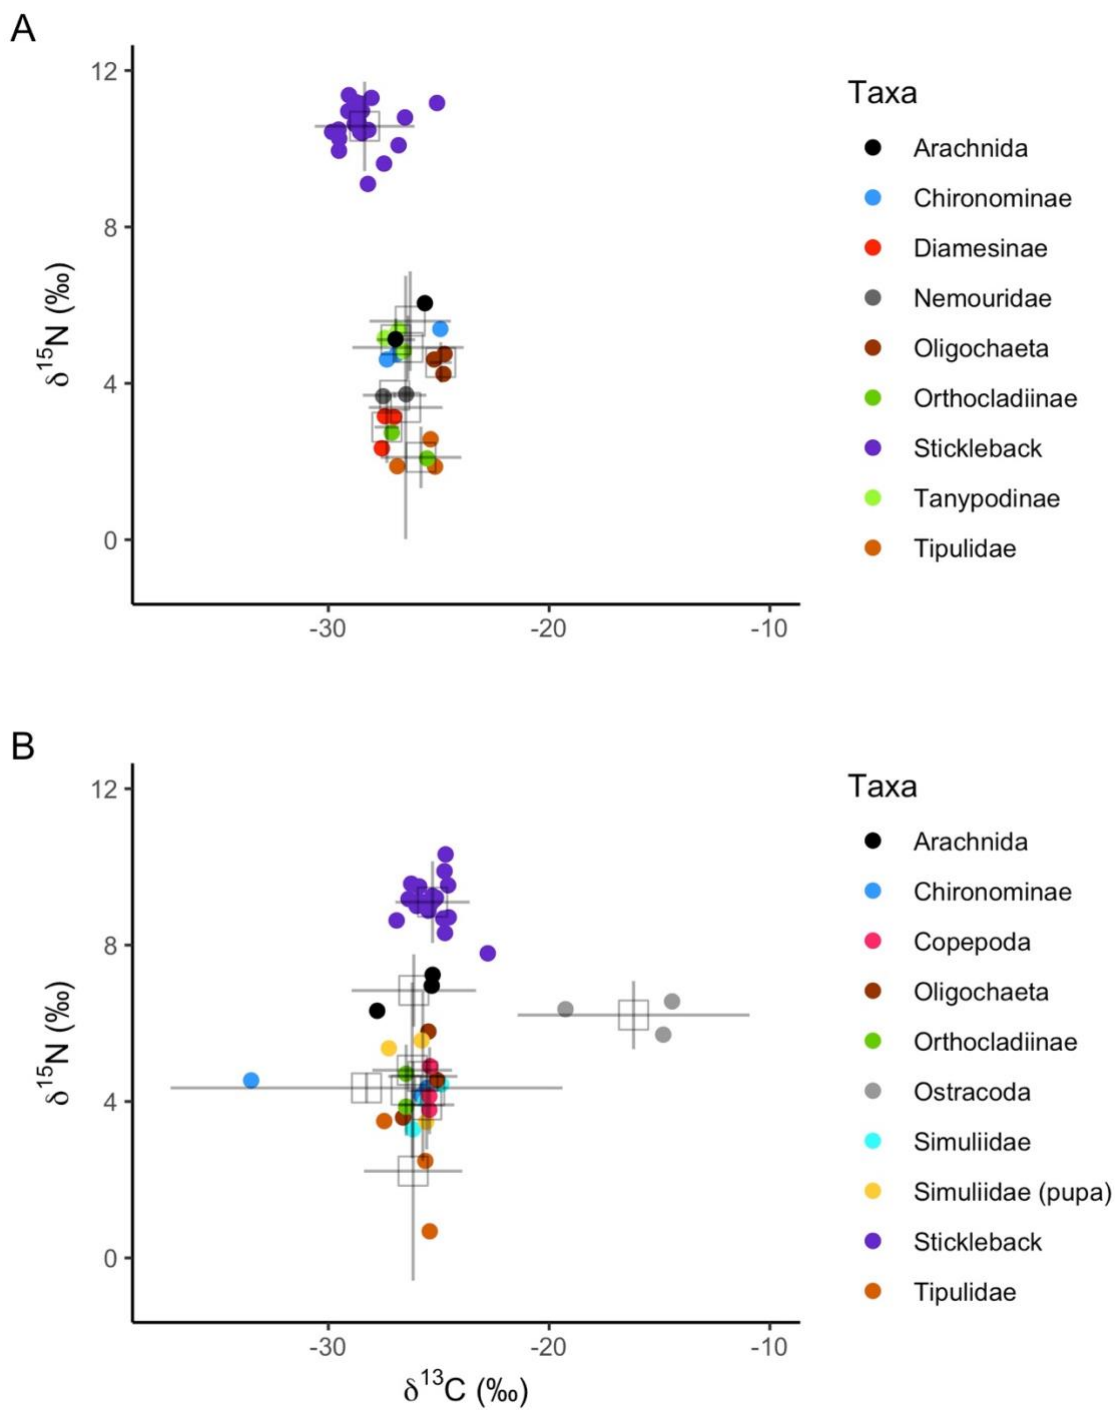 A
δ15N (‰)
12
8
4
0
-30 -20 -10
Taxa
Arachnida
Chironominae
Diamesinae
Nemouridae
Oligochaeta
Orthocladiinae
Stickleback
Tanypodinae
Tipulidae
B
δ15N (‰)
12
8
4
0
-30 -20 -10
δ13C (‰)
Taxa
Arachnida
Chironominae
Copepoda
Oligochaeta
Orthocladiinae
Ostracoda
Simuliidae
Simuliidae (pupa)
Stickleback
Tipulidae